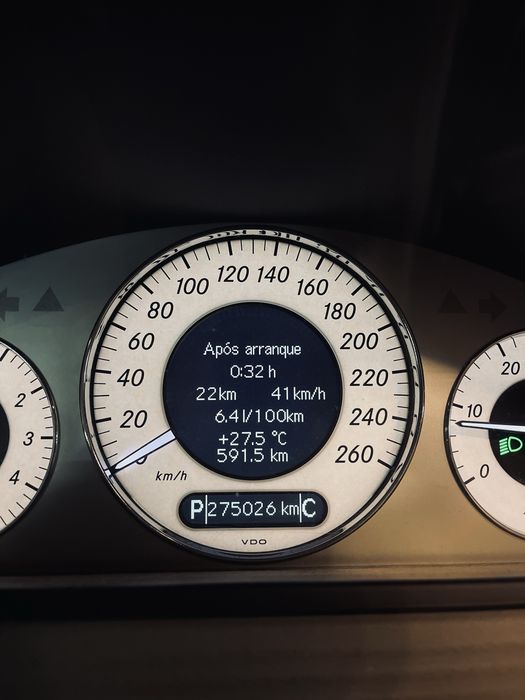 120 140
100 160
80 180
60 200
40 220
20 240
0 260
km/h
Após arranque
0:32 h
22km 41km/h
6.4l/100km
+27.5 °C
591.5 km
P 275026 km C
VDO
2
3
4
20
10
0